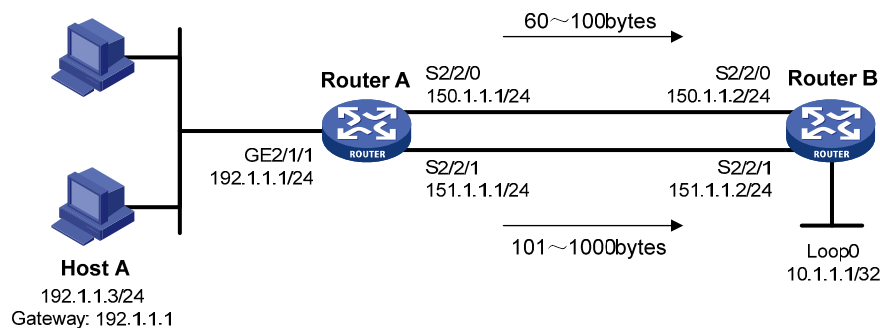 60～100bytes
Router A
S2/2/0
150.1.1.1/24
S2/2/0
150.1.1.2/24
Router B
ROUTER
ROUTER
GE2/1/1
192.1.1.1/24
S2/2/1
151.1.1.1/24
S2/2/1
151.1.1.2/24
101～1000bytes
Host A
192.1.1.3/24
Gateway: 192.1.1.1
Loop0
10.1.1.1/32